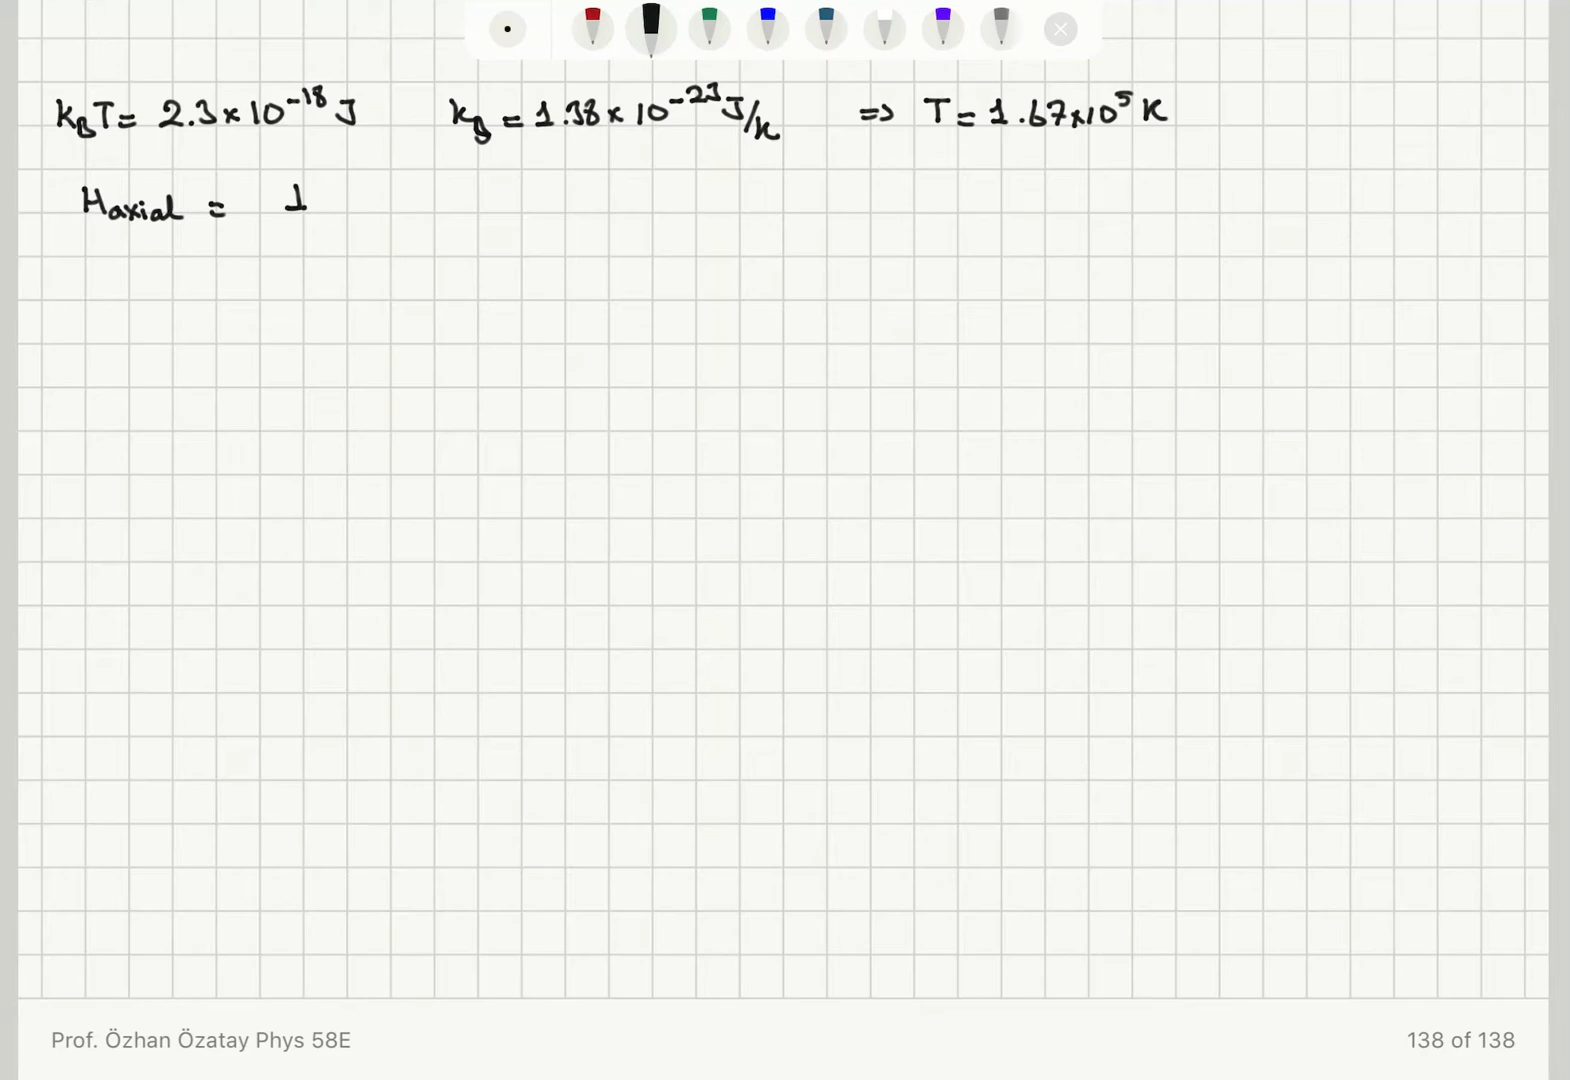 k_B T = 2.3 × 10^-18 J   k_B = 1.38 × 10^-23 J/K   => T = 1.67 × 10^5 K
H_axial = 1
Prof. Özhan Özatay Phys 58E
138 of 138